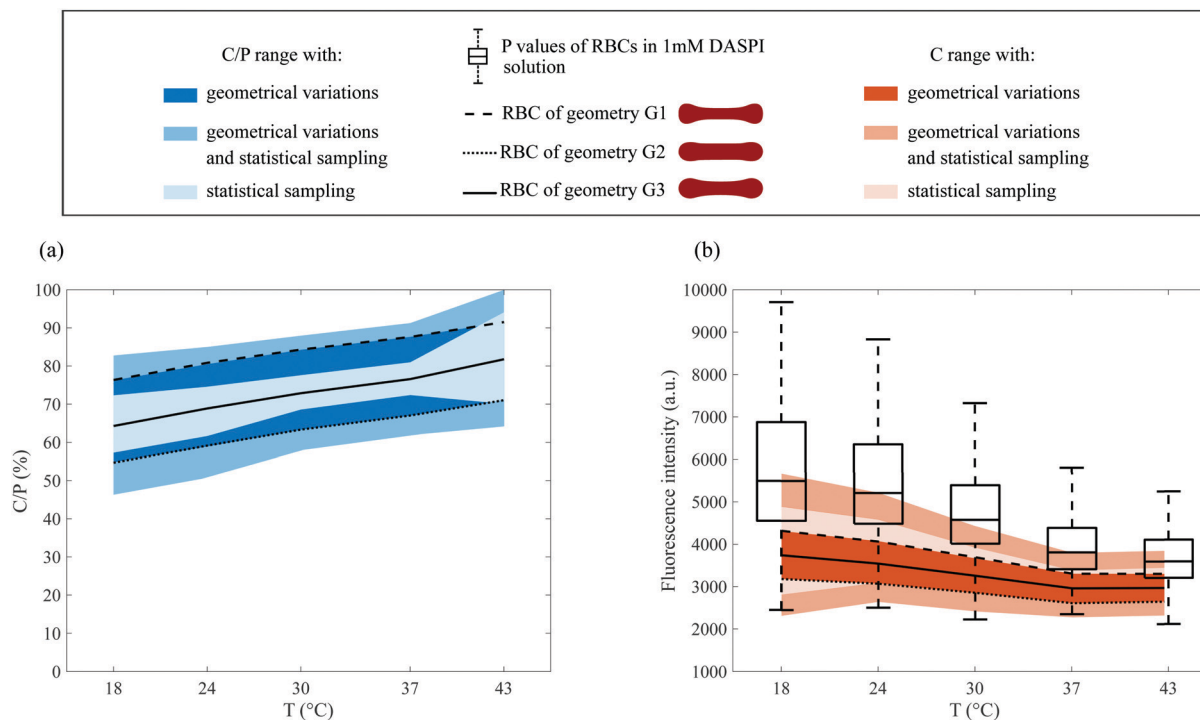 C/P range with:
geometrical variations
geometrical variations
and statistical sampling
statistical sampling
P values of RBCs in 1mM DASPI
solution
RBC of geometry G1
RBC of geometry G2
RBC of geometry G3
C range with:
geometrical variations
geometrical variations
and statistical sampling
statistical sampling
(a)
100
90
80
70
60
50
40
30
20
10
0
C/P (%)
18
24
30
37
43
T (°C)
(b)
10000
9000
8000
7000
6000
5000
4000
3000
2000
1000
Fluorescence intensity (a.u.)
18
24
30
37
43
T (°C)